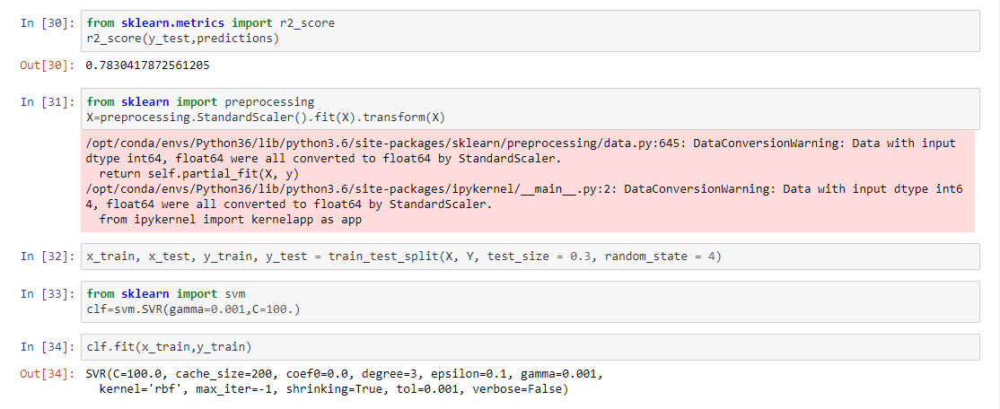 In [30]: from sklearn.metrics import r2_score
r2_score(y_test,predictions)
Out[30]: 0.7830417872561205
In [31]: from sklearn import preprocessing
X=preprocessing.StandardScaler().fit(X).transform(X)
/opt/conda/envs/Python36/lib/python3.6/site-packages/sklearn/preprocessing/data.py:645: DataConversionWarning: Data with input
dtype int64, float64 were all converted to float64 by StandardScaler.
  return self.partial_fit(X, y)
/opt/conda/envs/Python36/lib/python3.6/site-packages/ipykernel/__main__.py:2: DataConversionWarning: Data with input dtype int6
4, float64 were all converted to float64 by StandardScaler.
  from ipykernel import kernelapp as app
In [32]: x_train, x_test, y_train, y_test = train_test_split(X, Y, test_size = 0.3, random_state = 4)
In [33]: from sklearn import svm
clf=svm.SVR(gamma=0.001,C=100.)
In [34]: clf.fit(x_train,y_train)
Out[34]: SVR(C=100.0, cache_size=200, coef0=0.0, degree=3, epsilon=0.1, gamma=0.001,
  kernel='rbf', max_iter=-1, shrinking=True, tol=0.001, verbose=False)